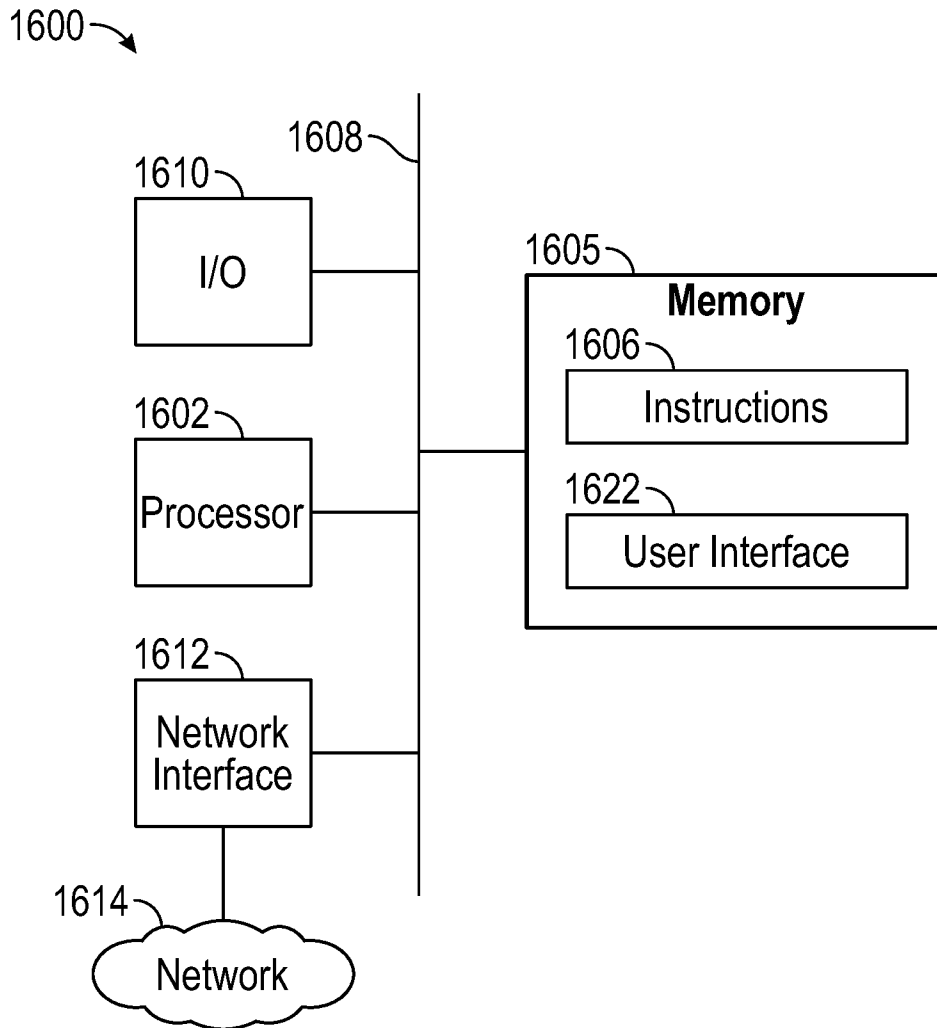 1600
1608
1610
I/O
1605
Memory
1606
Instructions
1602
Processor
1622
User Interface
1612
Network
Interface
1614
Network